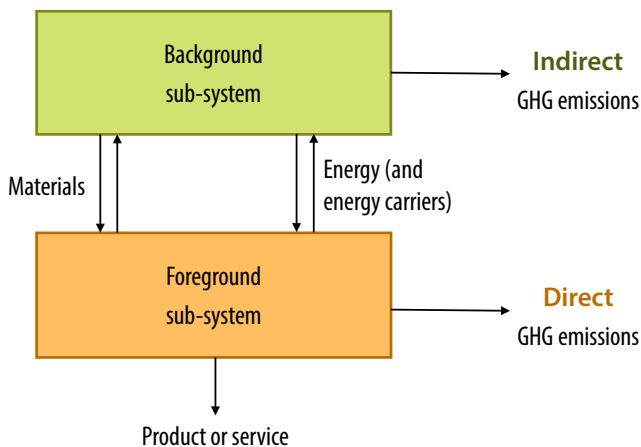 Background
sub-system
Indirect
GHG emissions
Materials
Energy (and
energy carriers)
Foreground
sub-system
Direct
GHG emissions
Product or service